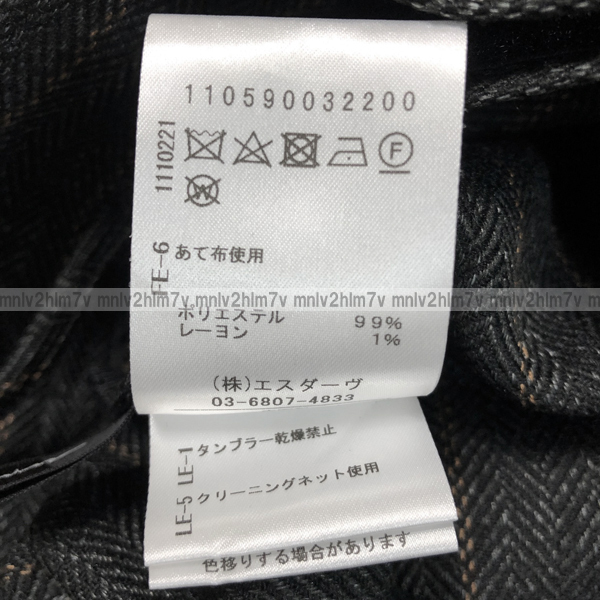 110590032200
1110221
F
W
FE-6 あて布使用
mnlv2hlm7v mnlv2hlm7v mnlv2hlm7v mnlv2hlm7v mnlv2hlm7v mnlv2hlm7v
ポリエステル 99%
レーヨン 1%
(株)エスダーヴ
03-6807-4833
LE-1 タンブラー乾燥禁止
LE-5 クリーニングネット使用
色移りする場合があります